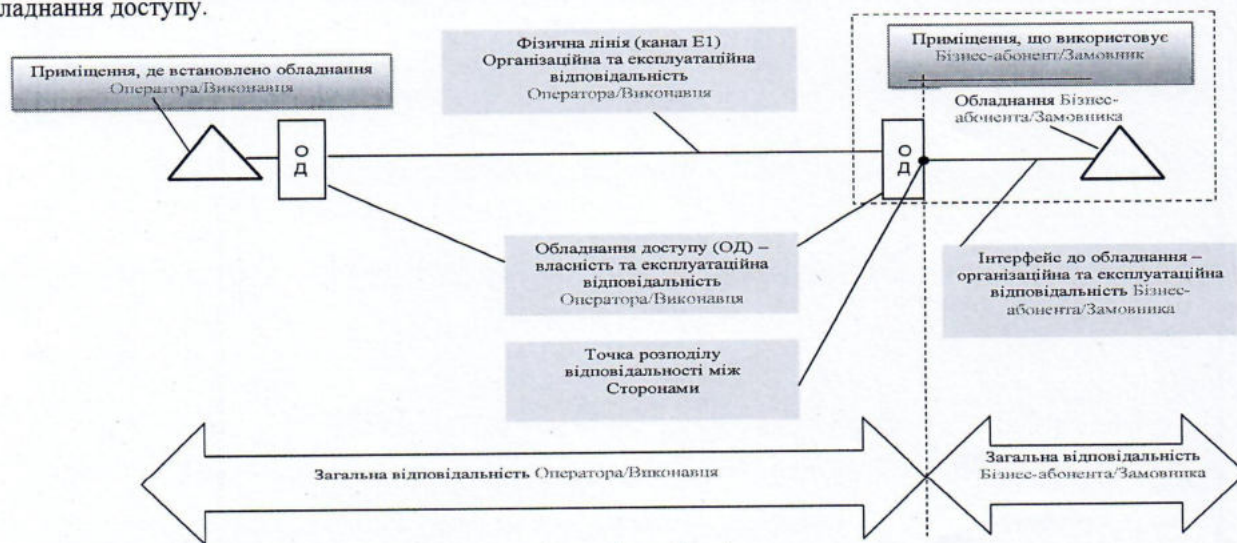 ладнання доступу.
Приміщення, де встановлено обладнання
Оператора/Виконавця
Фізична лінія (канал Е1)
Організаційна та експлуатаційна
відповідальність
Оператора/Виконавця
Приміщення, що використовує
Бізнес-абонент/Замовник
Обладнання Бізнес-
абонента/Замовника
О
Д
О
Д
Обладнання доступу (ОД) –
власність та експлуатаційна
відповідальність
Оператора/Виконавця
Інтерфейс до обладнання –
організаційна та експлуатаційна
відповідальність Бізнес-
абонента/Замовника
Точка розподілу
відповідальності між
Сторонами
Загальна відповідальність Оператора/Виконавця
Загальна відповідальність
Бізнес-абонента/Замовника